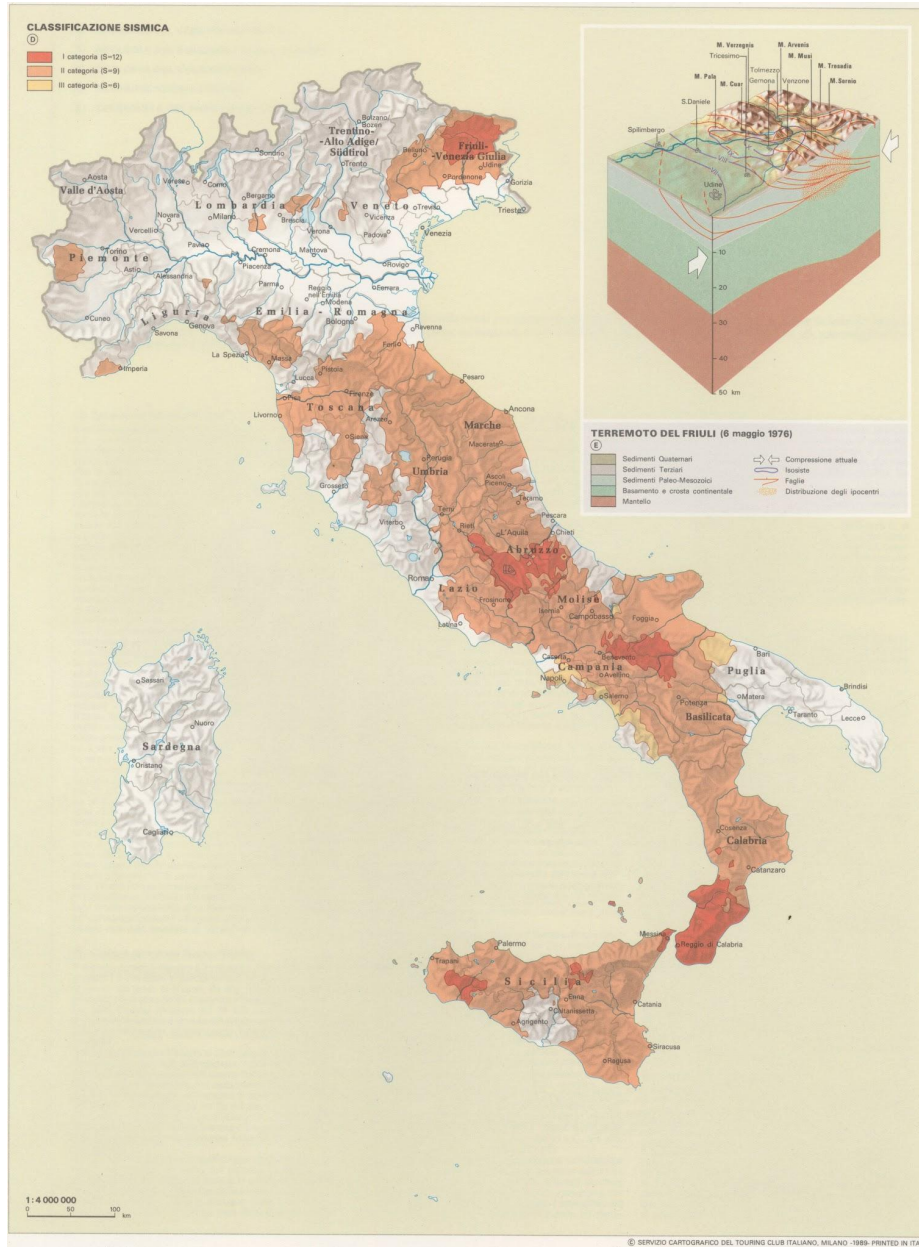 CLASSIFICAZIONE SISMICA
D
I categoria (S=12)
II categoria (S=9)
III categoria (S=6)
M. Verzegnis
M. Arvenis
Tricesimo
M. Musi
M. Pala
M. Cuar
Tolmezzo
Gemona
Venzone
M. Sernio
S.Daniele
Spilimbergo
Udine
10
20
30
40
50 km
TERREMOTO DEL FRIULI (6 maggio 1976)
E
Sedimenti Quaternari
Sedimenti Terziari
Sedimenti Paleo-Mesozoici
Basamento e crosta continentale
Mantello
Compressione attuale
Isosiste
Faglie
Distribuzione degli ipocentri
Bolzano/
Bozen
Trentino-
-Alto Adige/
Südtirol
Trento
Friuli-
-Venezia Giulia
Belluno
Udine
Pordenone
Gorizia
Trieste
Sondrio
Aosta
Valle d'Aosta
Varese
Como
Bergamo
Lombardia
Veneto
Treviso
Novara
Milano
Brescia
Vicenza
Verona
Padova
Venezia
Vercelli
Pavia
Cremona
Mantova
Rovigo
Torino
Piemonte
Piacenza
Asti
Alessandria
Parma
Reggio
nell'Emilia
Modena
Ferrara
Cuneo
Liguria
Genova
Savona
Emilia - Romagna
Bologna
Ravenna
Forlì
Imperia
La Spezia
Massa
Lucca
Pistoia
Firenze
Pesaro
Pisa
Toscana
Livorno
Arezzo
Ancona
Marche
Siena
Macerata
Perugia
Umbria
Grosseto
Ascoli
Piceno
Teramo
Terni
Viterbo
Rieti
L'Aquila
Pescara
Chieti
Abruzzo
Roma
Lazio
Frosinone
Latina
Molise
Isernia
Campobasso
Foggia
Caserta
Benevento
Campania
Napoli
Avellino
Salerno
Bari
Puglia
Brindisi
Matera
Potenza
Basilicata
Taranto
Lecce
Sassari
Nuoro
Sardegna
Oristano
Cagliari
Cosenza
Calabria
Catanzaro
Messina
Reggio di Calabria
Palermo
Trapani
Sicilia
Enna
Catania
Caltanissetta
Agrigento
Siracusa
Ragusa
1:4 000 000
0 50 100
km
© SERVIZIO CARTOGRAFICO DEL TOURING CLUB ITALIANO, MILANO -1989- PRINTED IN ITA